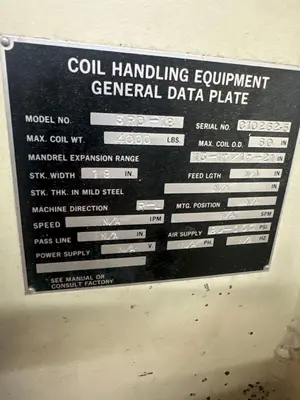 COIL HANDLING EQUIPMENT
GENERAL DATA PLATE
MODEL NO. SERIAL NO.
MAX. COIL WT. 4000 LBS. MAX. COIL O.D. 60 IN
MANDREL EXPANSION RANGE IN
STK. WIDTH 18 IN. FEED LGTH N/A IN.
STK. THK. IN MILD STEEL N/A IN.
MACHINE DIRECTION R-L MTG. POSITION N/A
SPEED N/A IPM N/A SPM
PASS LINE N/A IN. AIR SUPPLY PSI.
POWER SUPPLY N/A V N/A PH. N/A HZ
SEE MANUAL OR
CONSULT FACTORY